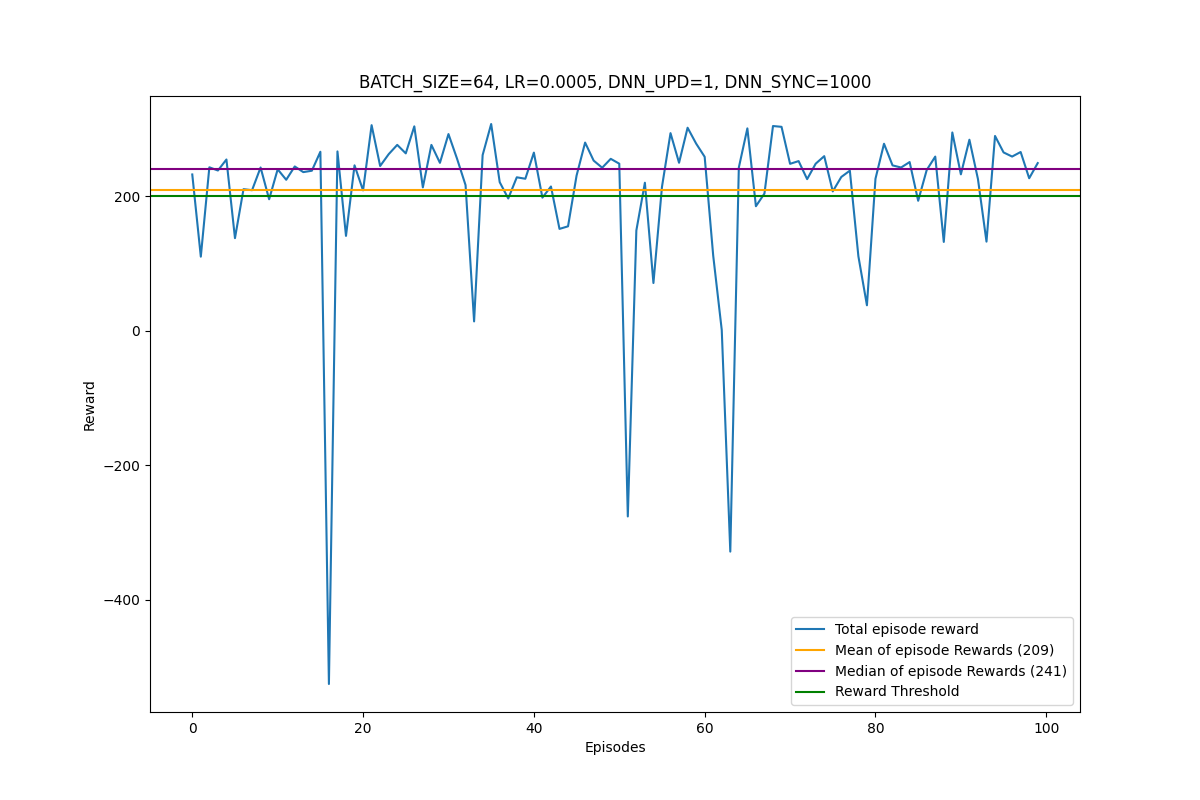 BATCH_SIZE=64, LR=0.0005, DNN_UPD=1, DNN_SYNC=1000
200
0
−200
−400
Reward
0 20 40 60 80 100
Episodes
Total episode reward
Mean of episode Rewards (209)
Median of episode Rewards (241)
Reward Threshold